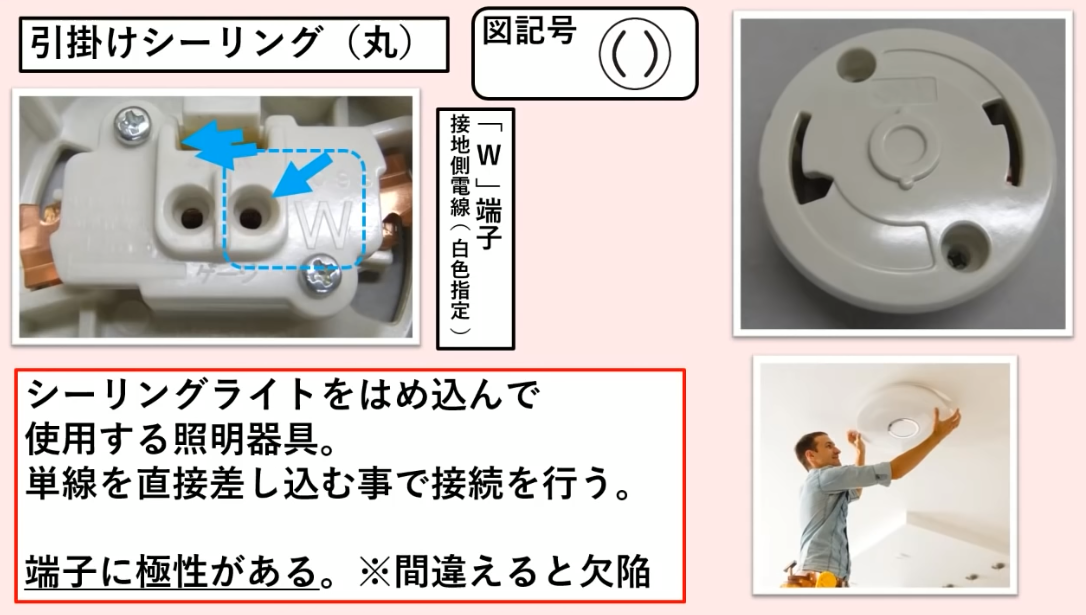 引掛けシーリング（丸）
図記号
「W」端子
接地側電線（白色指定）
W
ゲージ
シーリングライトをはめ込んで
使用する照明器具。
単線を直接差し込む事で接続を行う。
端子に極性がある。※間違えると欠陥